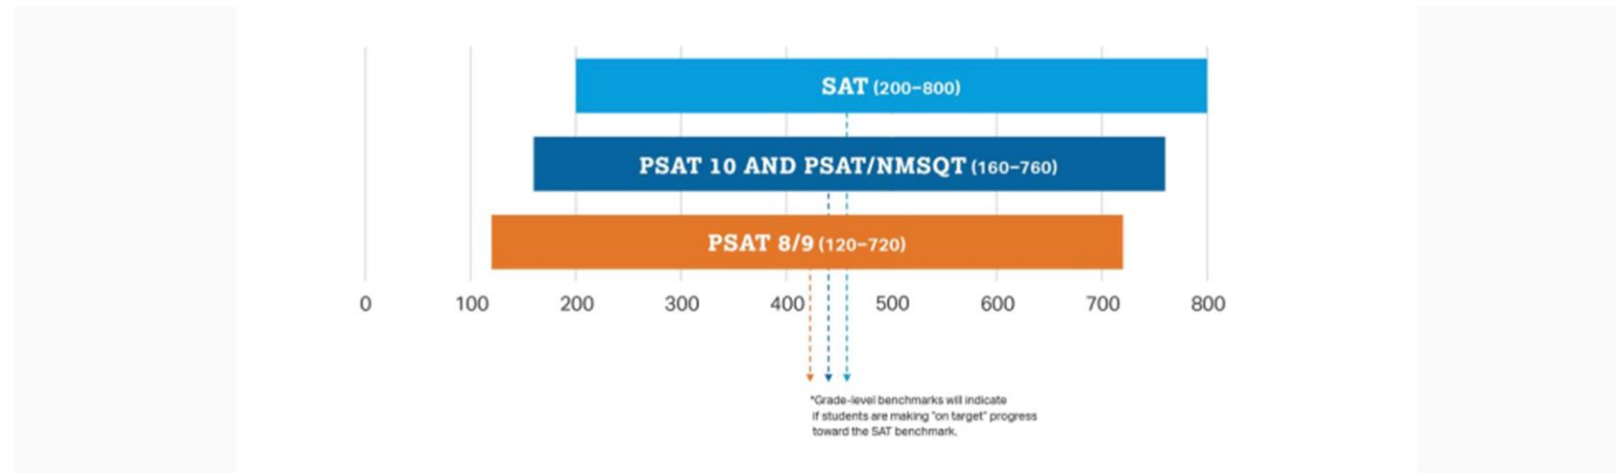 SAT (200–800)
PSAT 10 AND PSAT/NMSQT (160–760)
PSAT 8/9 (120–720)
0 100 200 300 400 500 600 700 800
*Grade-level benchmarks will indicate
if students are making "on target" progress
toward the SAT benchmark.